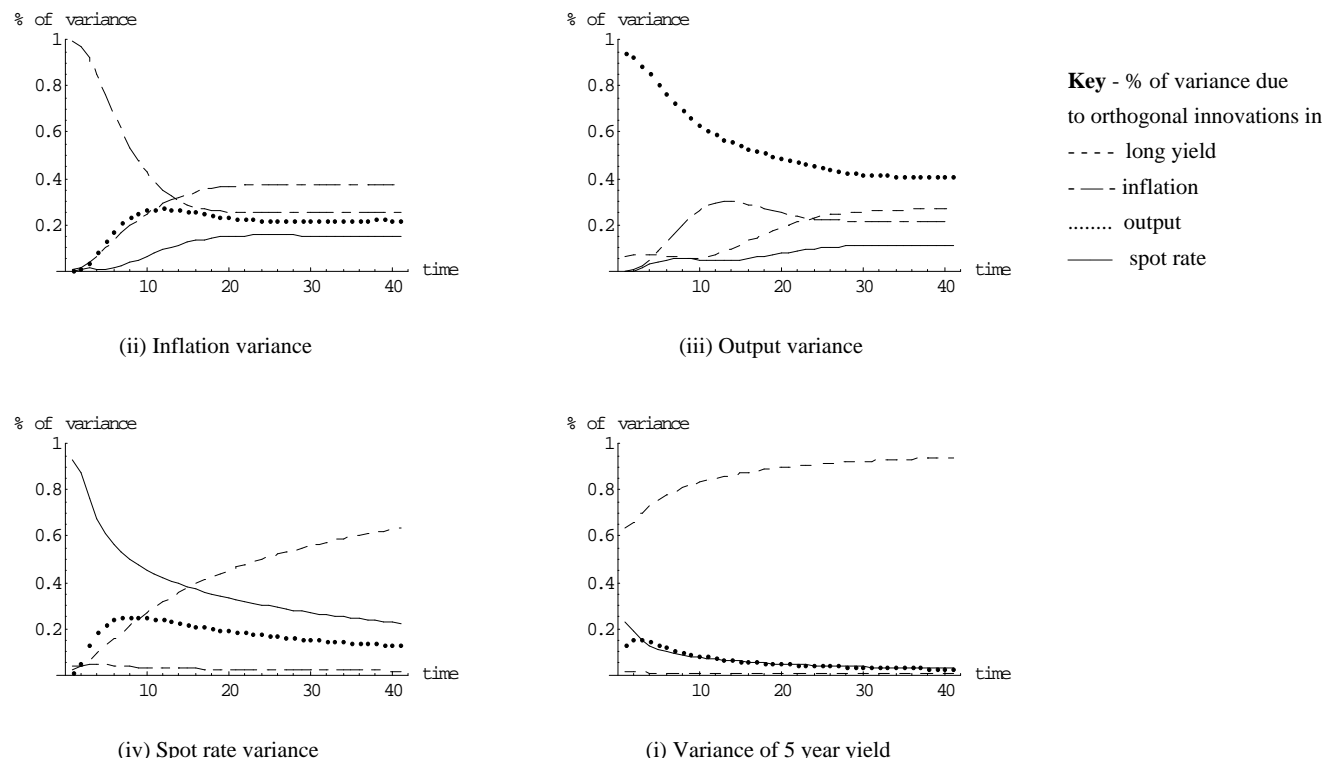 % of variance
1
0.8
0.6
0.4
0.2
10 20 30 40
time
(ii) Inflation variance
% of variance
1
0.8
0.6
0.4
0.2
10 20 30 40
time
(iii) Output variance
Key - % of variance due
to orthogonal innovations in
long yield
inflation
output
spot rate
% of variance
1
0.8
0.6
0.4
0.2
10 20 30 40
time
(iv) Spot rate variance
% of variance
1
0.8
0.6
0.4
0.2
10 20 30 40
time
(i) Variance of 5 year yield